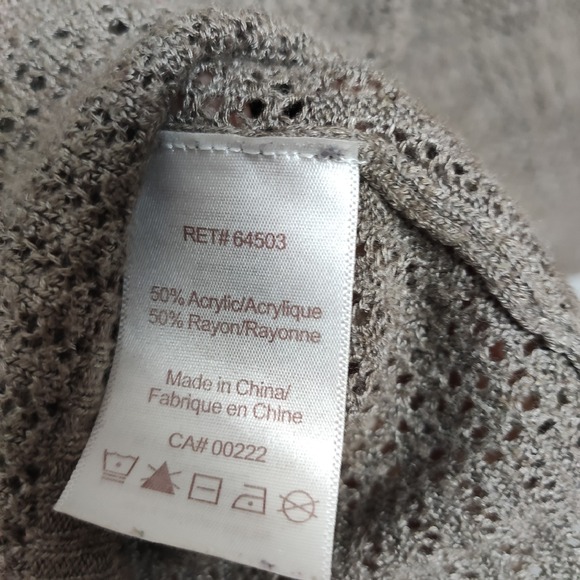 RET# 64503
50% Acrylic/Acrylique
50% Rayon/Rayonne
Made in China/
Fabrique en Chine
CA# 00222